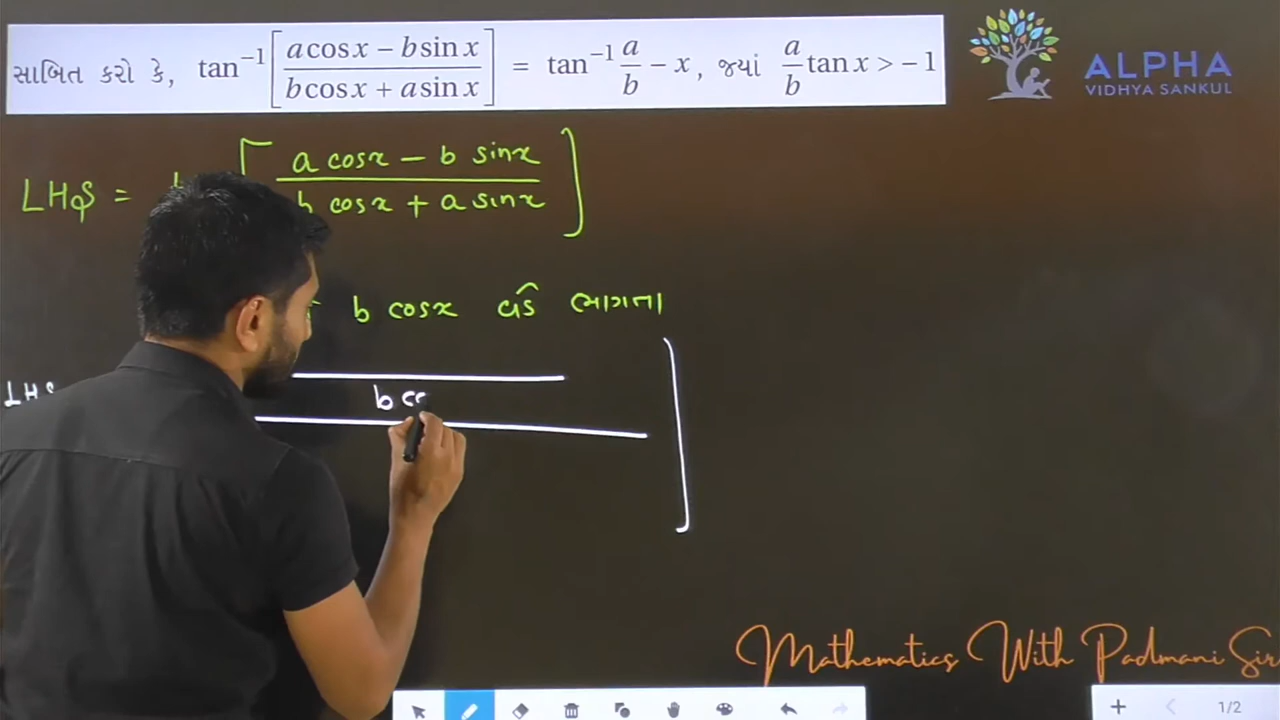 સાબિત કરો કે, tan⁻¹[(a cos x − b sin x)/(b cos x + a sin x)] = tan⁻¹ a/b − x, જ્યાં a/b tan x > −1
ALPHA
VIDHYA SANKUL
LHS = [ a cosx − b sinx
b cosx + a sinx ]
b cosx વડે ભાગતા
LHS
b co
Mathematics With Padmani Sir
1/2